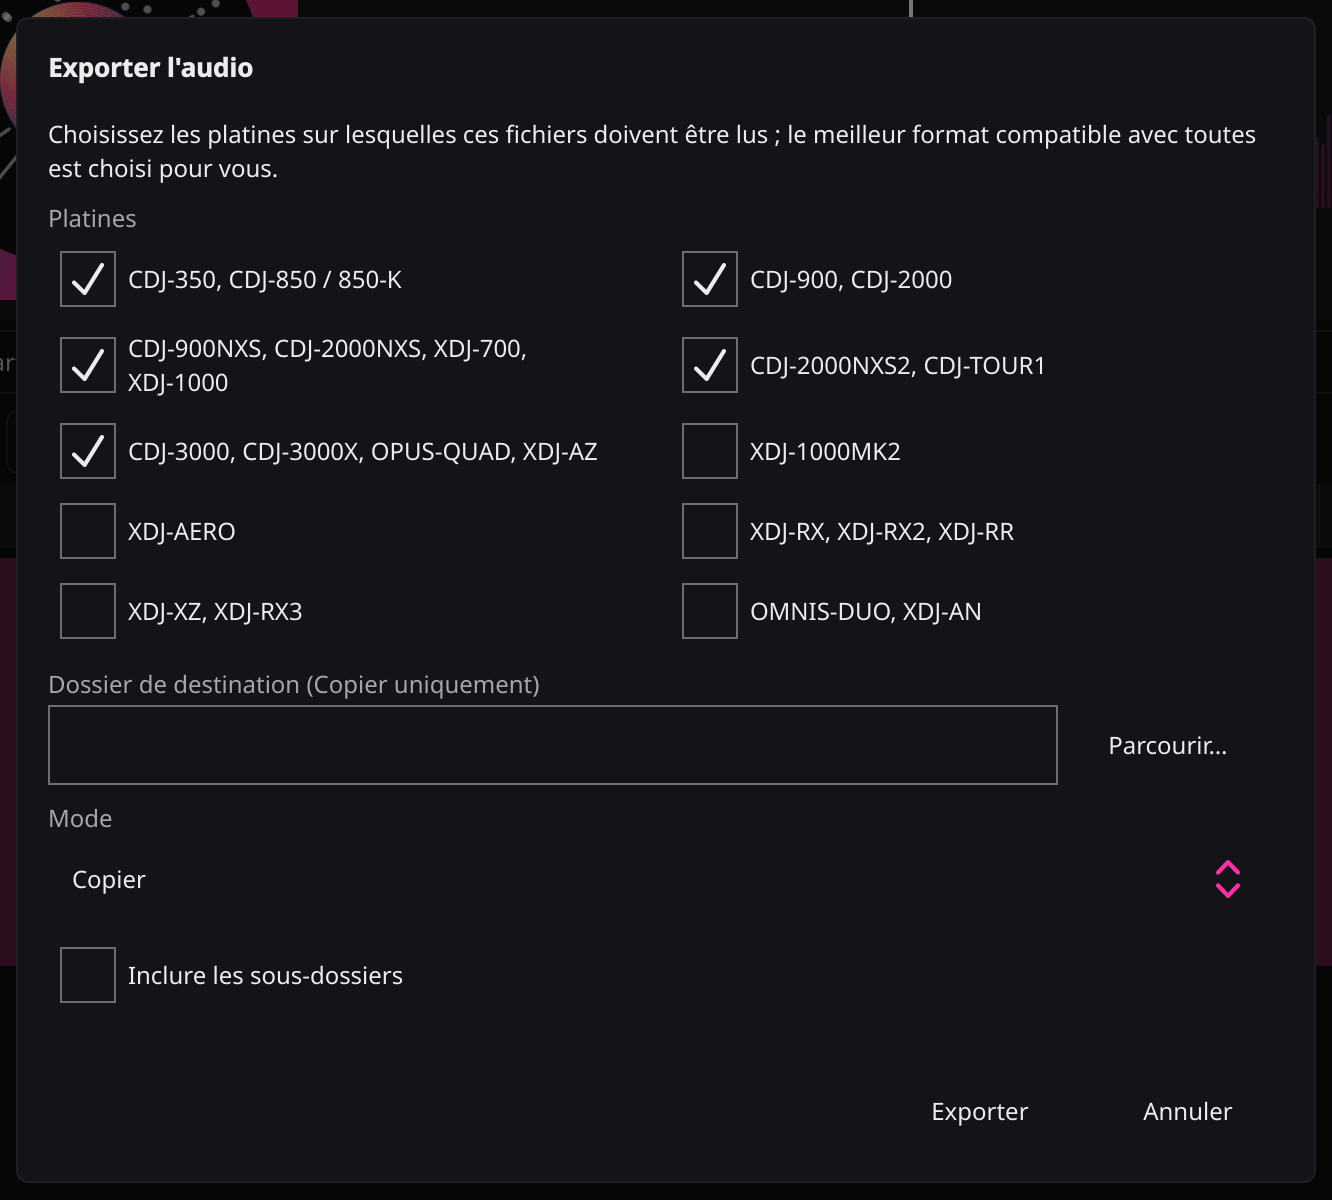 Exporter l'audio
Choisissez les platines sur lesquelles ces fichiers doivent être lus ; le meilleur format compatible avec toutes
est choisi pour vous.
Platines
CDJ-350, CDJ-850 / 850-K
CDJ-900, CDJ-2000
CDJ-900NXS, CDJ-2000NXS, XDJ-700,
XDJ-1000
CDJ-2000NXS2, CDJ-TOUR1
CDJ-3000, CDJ-3000X, OPUS-QUAD, XDJ-AZ
XDJ-1000MK2
XDJ-AERO
XDJ-RX, XDJ-RX2, XDJ-RR
XDJ-XZ, XDJ-RX3
OMNIS-DUO, XDJ-AN
Dossier de destination (Copier uniquement)
Parcourir...
Mode
Copier
Inclure les sous-dossiers
Exporter
Annuler